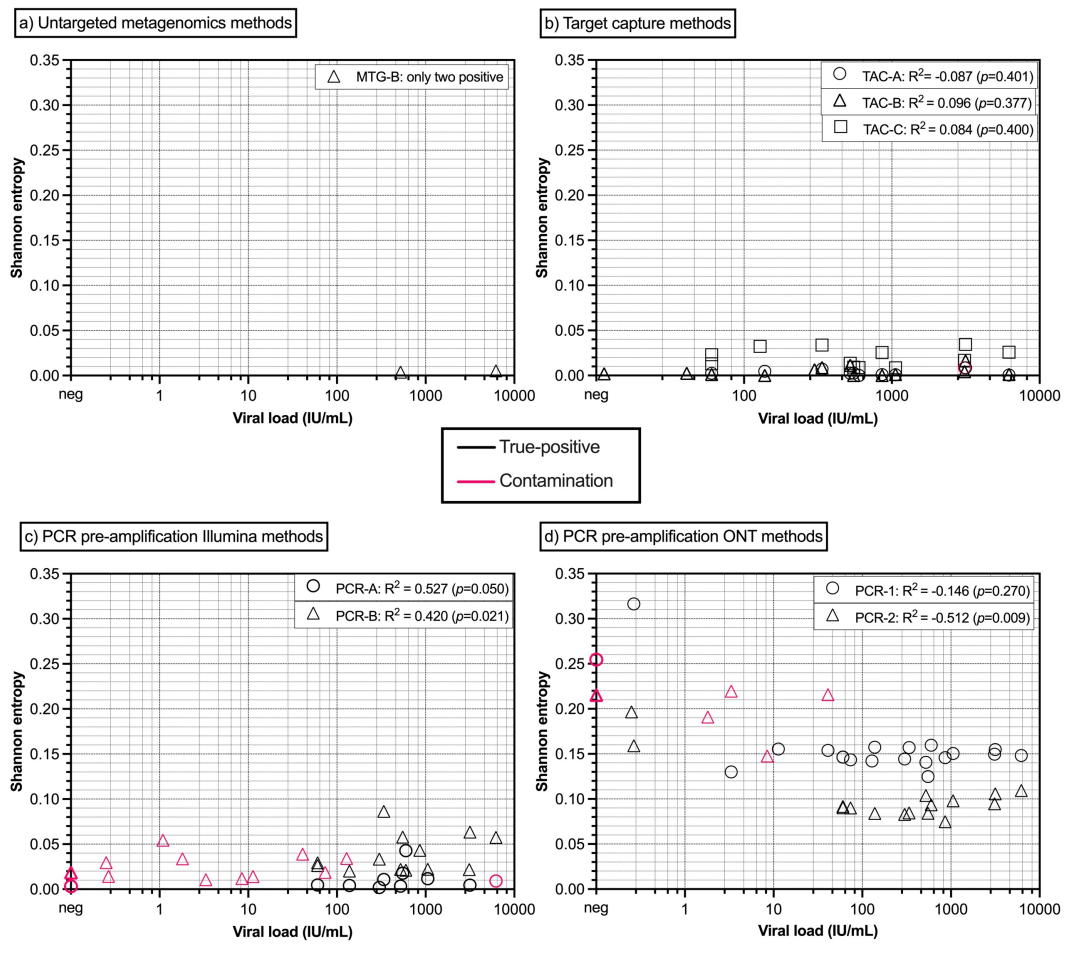 a) Untargeted metagenomics methods
0.35
0.30
0.25
0.20
0.15
0.10
0.05
0.00
Shannon entropy
MTG-B: only two positive
neg
1
10
100
1000
10000
Viral load (IU/mL)
b) Target capture methods
0.35
0.30
0.25
0.20
0.15
0.10
0.05
0.00
Shannon entropy
TAC-A: R²= -0.087 (p=0.401)
TAC-B: R² = 0.096 (p=0.377)
TAC-C: R² = 0.084 (p=0.400)
neg
100
1000
10000
Viral load (IU/mL)
True-positive
Contamination
c) PCR pre-amplification Illumina methods
0.35
0.30
0.25
0.20
0.15
0.10
0.05
0.00
Shannon entropy
PCR-A: R² = 0.527 (p=0.050)
PCR-B: R² = 0.420 (p=0.021)
neg
1
10
100
1000
10000
Viral load (IU/mL)
d) PCR pre-amplification ONT methods
0.35
0.30
0.25
0.20
0.15
0.10
0.05
0.00
Shannon entropy
PCR-1: R² = -0.146 (p=0.270)
PCR-2: R² = -0.512 (p=0.009)
neg
1
10
100
1000
10000
Viral load (IU/mL)